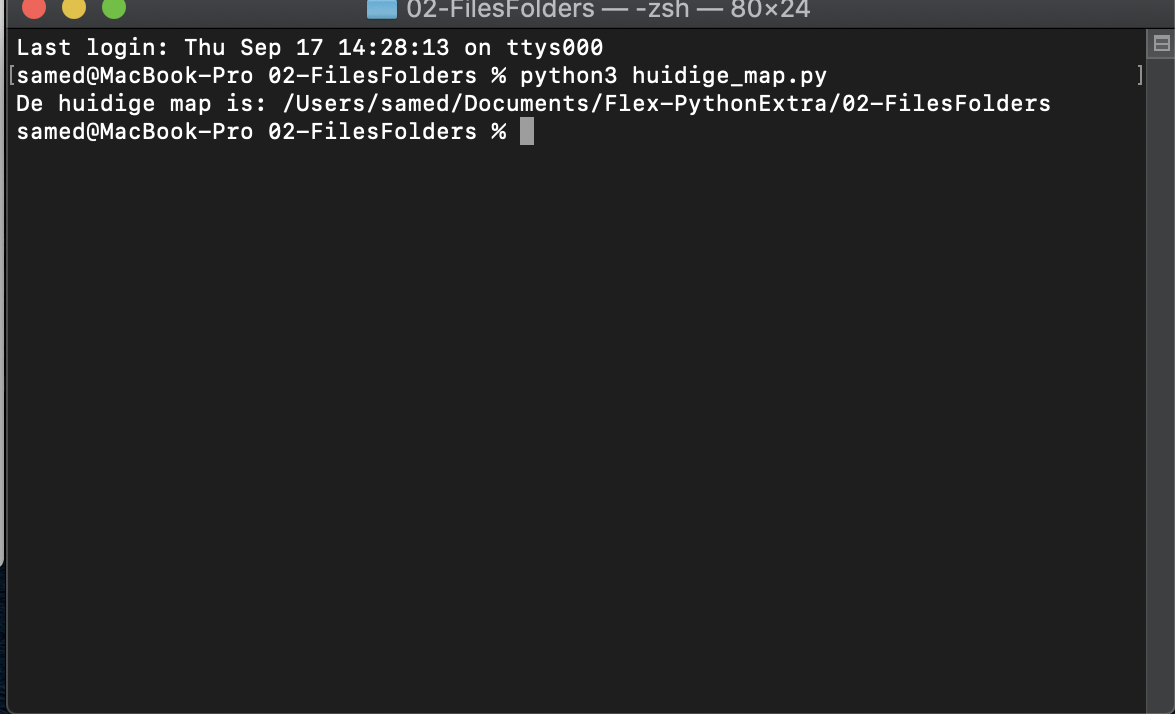 02-FilesFolders — -zsh — 80×24
Last login: Thu Sep 17 14:28:13 on ttys000
[samed@MacBook-Pro 02-FilesFolders % python3 huidige_map.py ]
De huidige map is: /Users/samed/Documents/Flex-PythonExtra/02-FilesFolders
samed@MacBook-Pro 02-FilesFolders %